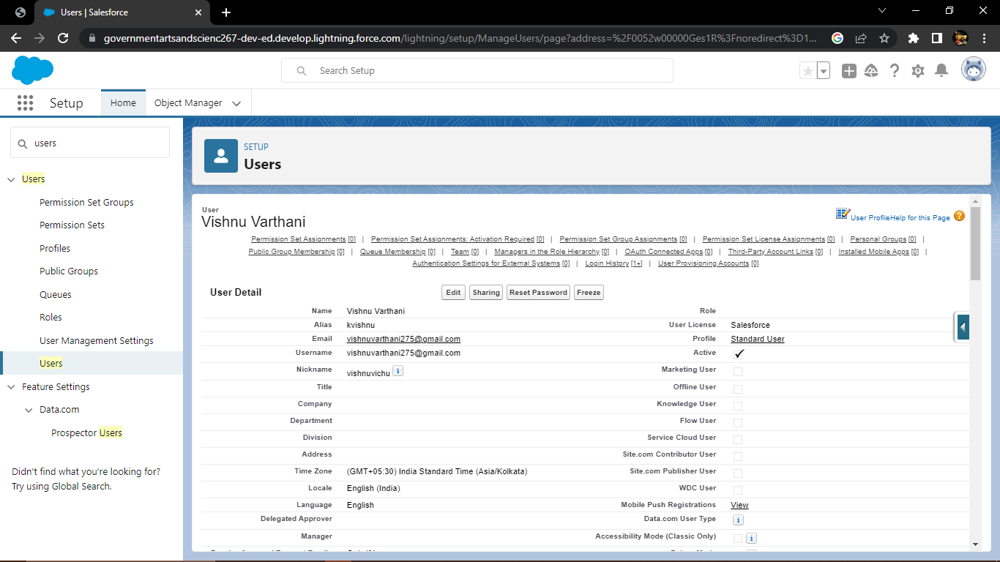 Users | Salesforce
governmentartsandscienc267-dev-ed.develop.lightning.force.com/lightning/setup/ManageUsers/page?address=%2F0052w00000Ges1R%3Fnoredirect%3D1...
Search Setup
Setup
Home
Object Manager
users
Users
Permission Set Groups
Permission Sets
Profiles
Public Groups
Queues
Roles
User Management Settings
Users
Feature Settings
Data.com
Prospector Users
Didn't find what you're looking for?
Try using Global Search.
SETUP
Users
User
Vishnu Varthani
User Profile Help for this Page
Permission Set Assignments [0] | Permission Set Assignments: Activation Required [0] | Permission Set Group Assignments [0] | Permission Set License Assignments [0] | Personal Groups [0] |
Public Group Membership [0] | Queue Membership [0] | Team [0] | Managers in the Role Hierarchy [0] | OAuth Connected Apps [0] | Third-Party Account Links [0] | Installed Mobile Apps [0] |
Authentication Settings for External Systems [0] | Login History [1+] | User Provisioning Accounts [0]
User Detail
Edit Sharing Reset Password Freeze
Name Vishnu Varthani Role
Alias kvishnu User License Salesforce
Email vishnuvarthani275@gmail.com Profile Standard User
Username vishnuvarthani275@gmail.com Active
Nickname vishnuvichu i Marketing User
Title Offline User
Company Knowledge User
Department Flow User
Division Service Cloud User
Address Site.com Contributor User
Time Zone (GMT+05:30) India Standard Time (Asia/Kolkata) Site.com Publisher User
Locale English (India) WDC User
Language English Mobile Push Registrations View
Delegated Approver Data.com User Type i
Manager Accessibility Mode (Classic Only) i